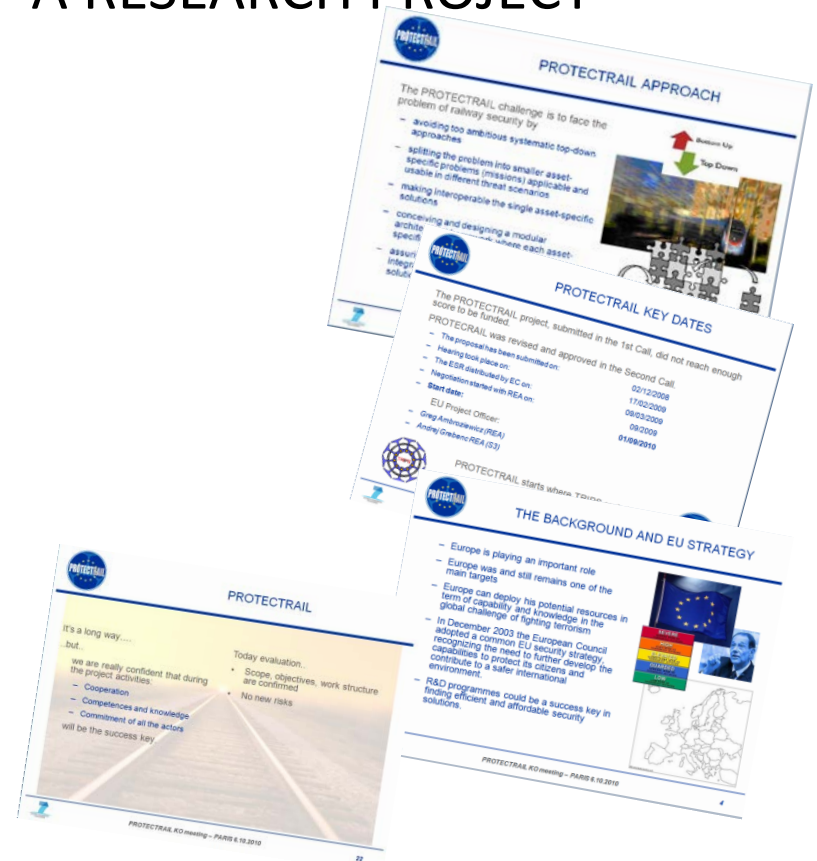 A RESEARCH PROJECT
PROTECTRAIL
PROTECTRAIL APPROACH
The PROTECTRAIL challenge is to face the
problem of railway security by
– avoiding too ambitious systematic top-down
approaches
– splitting the problem into smaller asset-
specific problems (missions) applicable and
usable in different threat scenarios
– making interoperable the single asset-specific
solutions
– conceiving and designing a modular
where each asset-
Bottom Up
Top Down
PROTECTRAIL
PROTECTRAIL KEY DATES
The PROTECTRAIL project, submitted in the 1st Call, did not reach enough
score to be funded.
PROTECRAIL was revised and approved in the Second Call.
– The proposal has been submitted on: 02/12/2008
– Hearing took place on: 17/02/2009
– The ESR distributed by EC on: 09/03/2009
– Negotiation started with REA on: 09/2009
– Start date: 01/09/2010
EU Project Officer:
– Greg Ambroziewicz (REA)
– Andrej Grebenc REA (S3)
PROTECTRAIL starts where
PROTECTRAIL
THE BACKGROUND AND EU STRATEGY
– Europe is playing an important role
– Europe was and still remains one of the
main targets
– Europe can deploy his potential resources in
term of capability and knowledge in the
global challenge of fighting terrorism
– In December 2003 the European Council
adopted a common EU security strategy,
recognizing the need to further develop the
capabilities to protect its citizens and
contribute to a safer international
environment.
– R&D programmes could be a success key in
finding efficient and affordable security
solutions.
SEVERE
HIGH
GUARDED
LOW
PROTECTRAIL KO meeting – PARIS 6.10.2010
4
PROTECTRAIL
PROTECTRAIL
It's a long way....
..but..
we are really confident that during
the project activities:
– Cooperation
– Competences and knowledge
– Commitment of all the actors
will be the success key
Today evaluation..
• Scope, objectives, work structure
are confirmed
• No new risks
PROTECTRAIL KO meeting – PARIS 6.10.2010
22